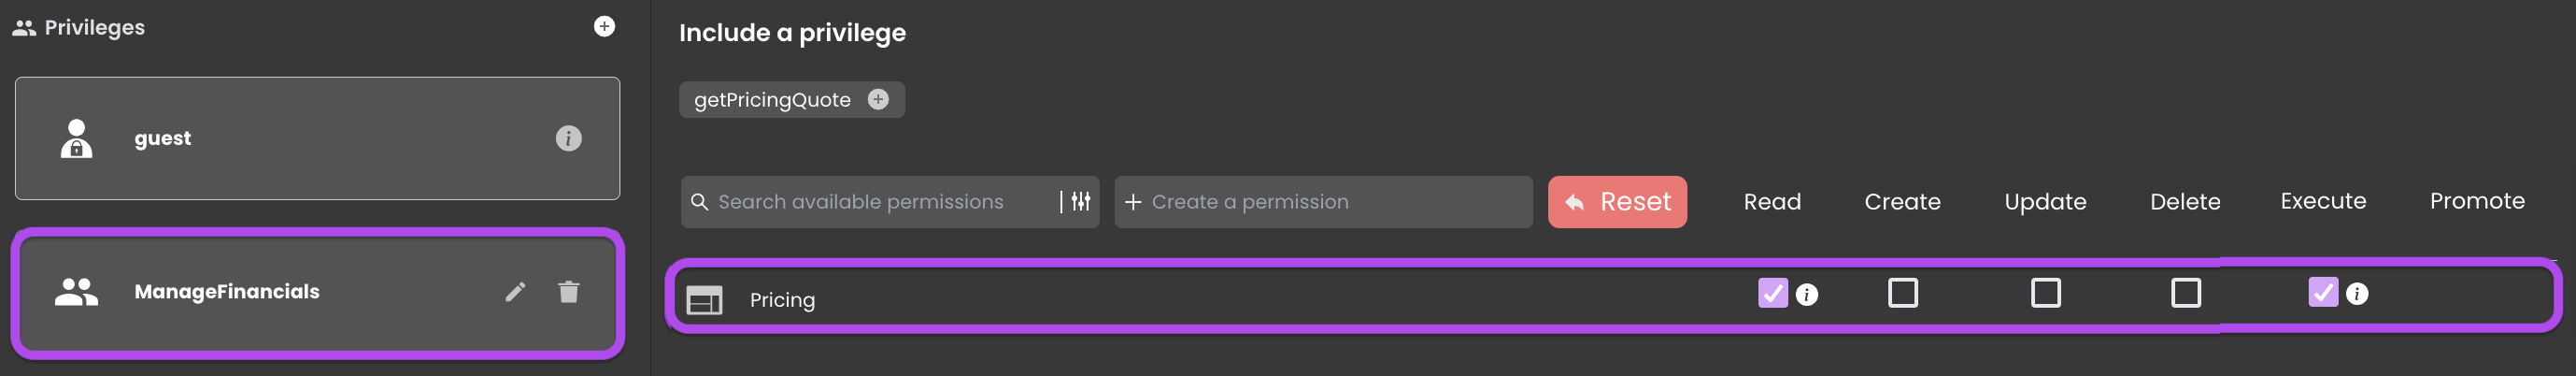 Privileges
guest
ManageFinancials
Include a privilege
getPricingQuote
Search available permissions
Create a permission
Reset
Read Create Update Delete Execute Promote
Pricing